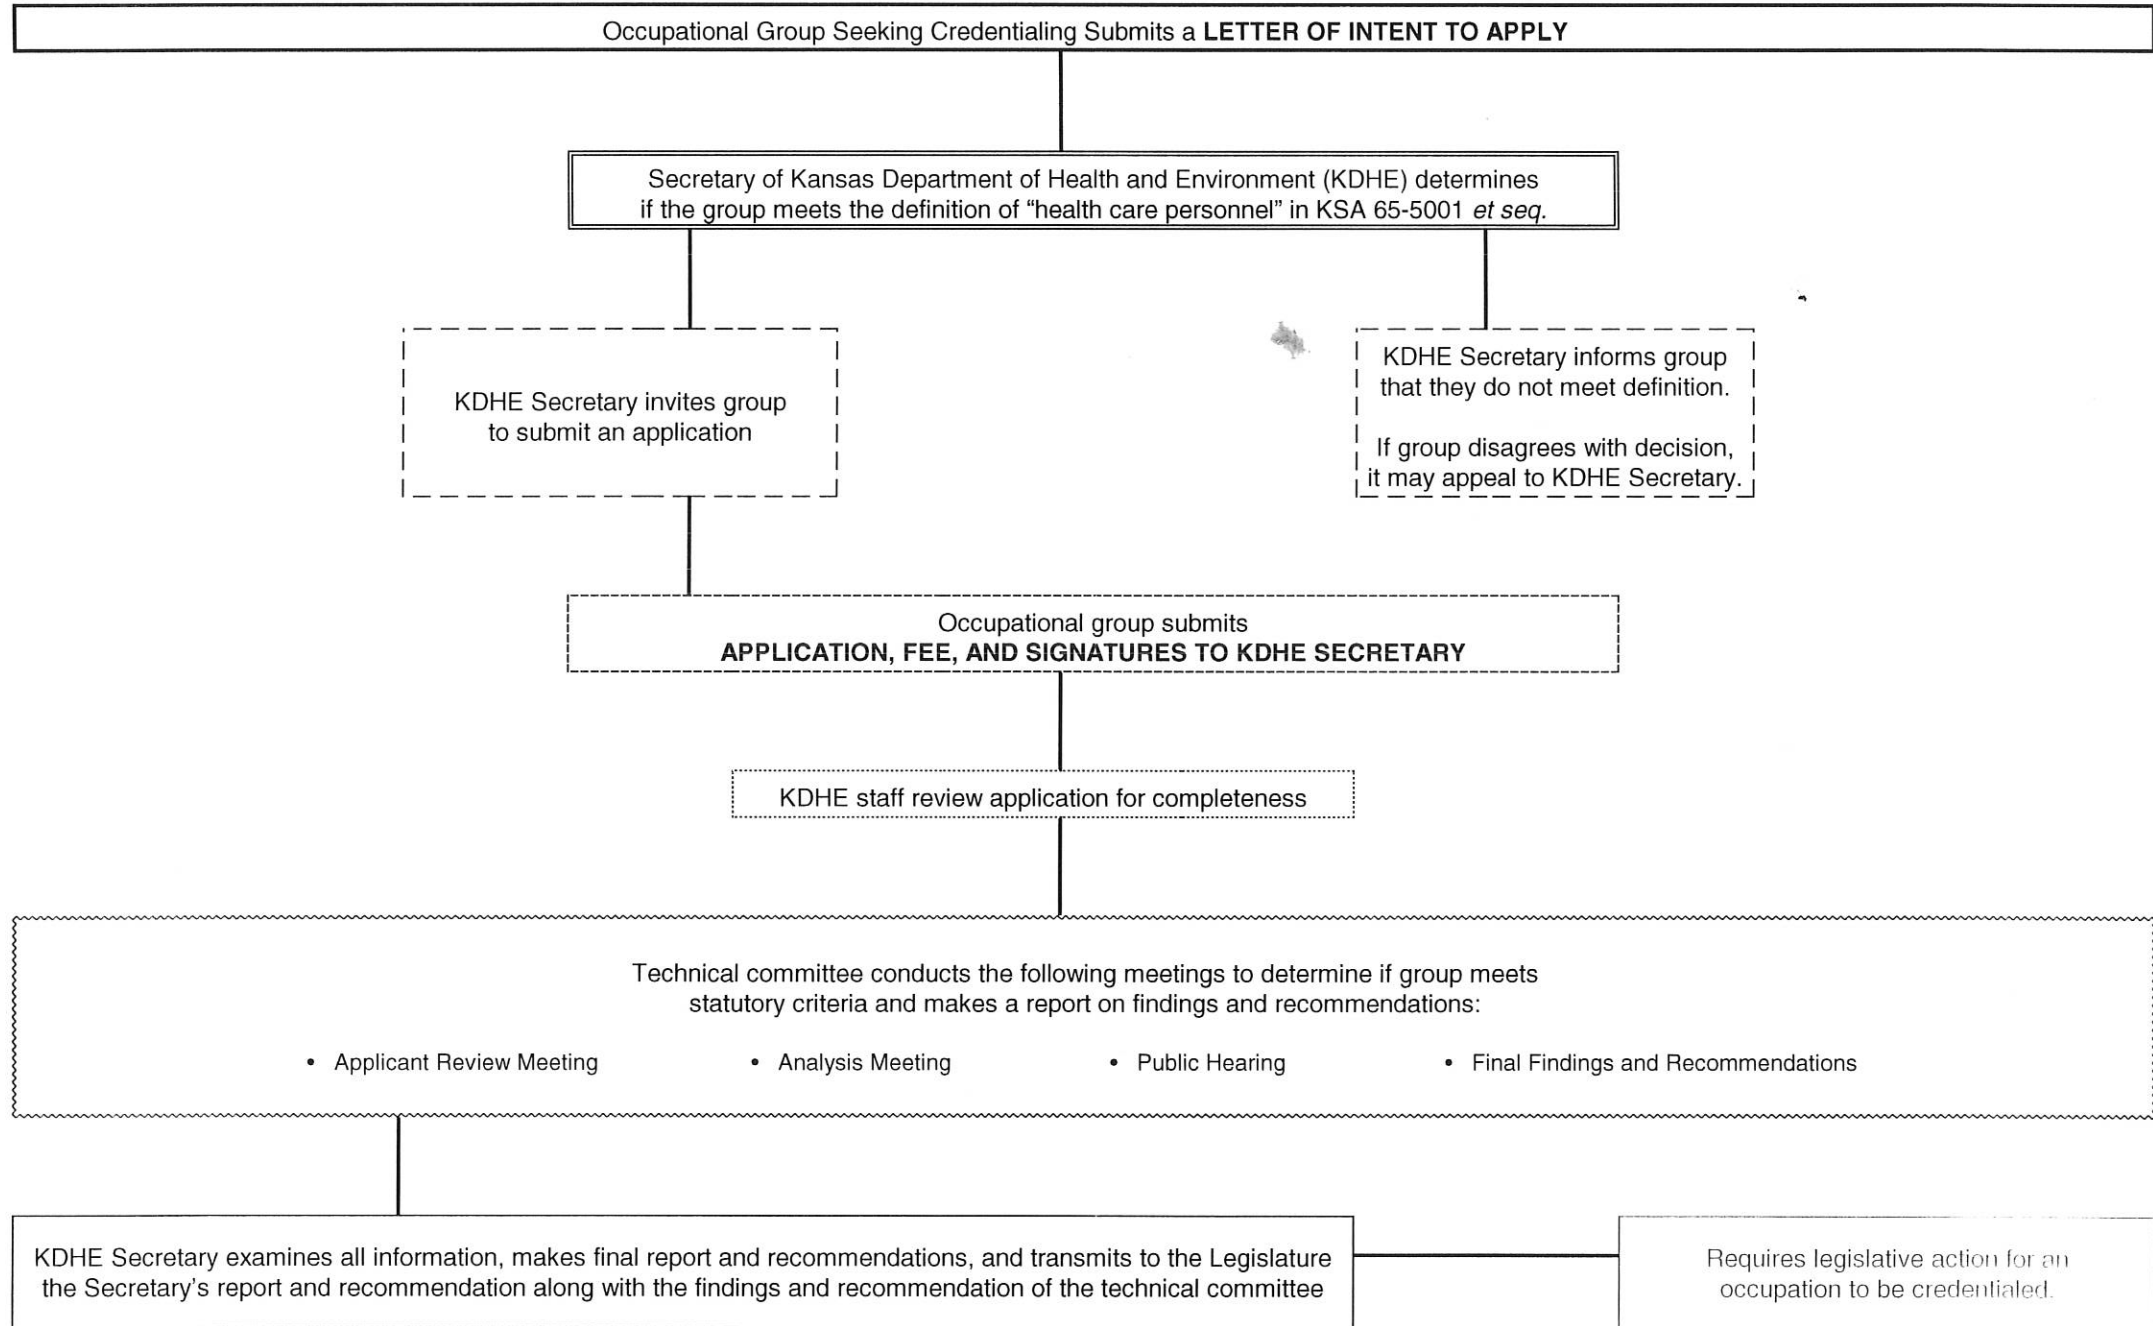 Occupational Group Seeking Credentialing Submits a LETTER OF INTENT TO APPLY
Secretary of Kansas Department of Health and Environment (KDHE) determines
if the group meets the definition of “health care personnel” in KSA 65-5001 et seq.
KDHE Secretary invites group
to submit an application
KDHE Secretary informs group
that they do not meet definition.
If group disagrees with decision,
it may appeal to KDHE Secretary.
Occupational group submits
APPLICATION, FEE, AND SIGNATURES TO KDHE SECRETARY
KDHE staff review application for completeness
Technical committee conducts the following meetings to determine if group meets
statutory criteria and makes a report on findings and recommendations:
• Applicant Review Meeting • Analysis Meeting • Public Hearing • Final Findings and Recommendations
KDHE Secretary examines all information, makes final report and recommendations, and transmits to the Legislature
the Secretary’s report and recommendation along with the findings and recommendation of the technical committee
Requires legislative action for an
occupation to be credentialed.